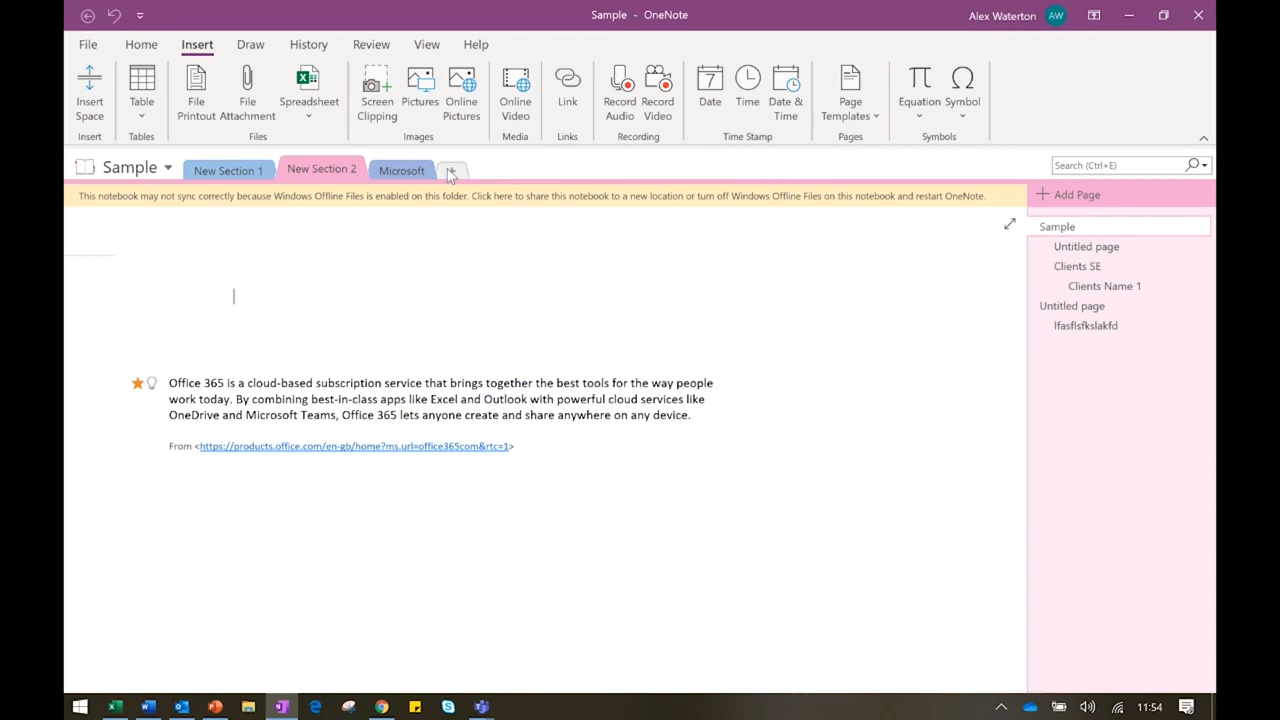 Sample - OneNote
Alex Waterton AW
File Home Insert Draw History Review View Help
Insert Space
Table
File Printout
File Attachment
Spreadsheet
Screen Clipping
Pictures
Online Pictures
Online Video
Link
Record Audio
Record Video
Date
Time
Date & Time
Page Templates
Equation
Symbol
Insert Tables Files Images Media Links Recording Time Stamp Pages Symbols
Sample New Section 1 New Section 2 Microsoft
Search (Ctrl+E)
This notebook may not sync correctly because Windows Offline Files is enabled on this folder. Click here to share this notebook to a new location or turn off Windows Offline Files on this notebook and restart OneNote.
Add Page
Sample
Untitled page
Clients SE
Clients Name 1
Untitled page
lfasflsfkslakfd
Office 365 is a cloud-based subscription service that brings together the best tools for the way people
work today. By combining best-in-class apps like Excel and Outlook with powerful cloud services like
OneDrive and Microsoft Teams, Office 365 lets anyone create and share anywhere on any device.
From <https://products.office.com/en-gb/home?ms.url=office365com&rtc=1>
11:54